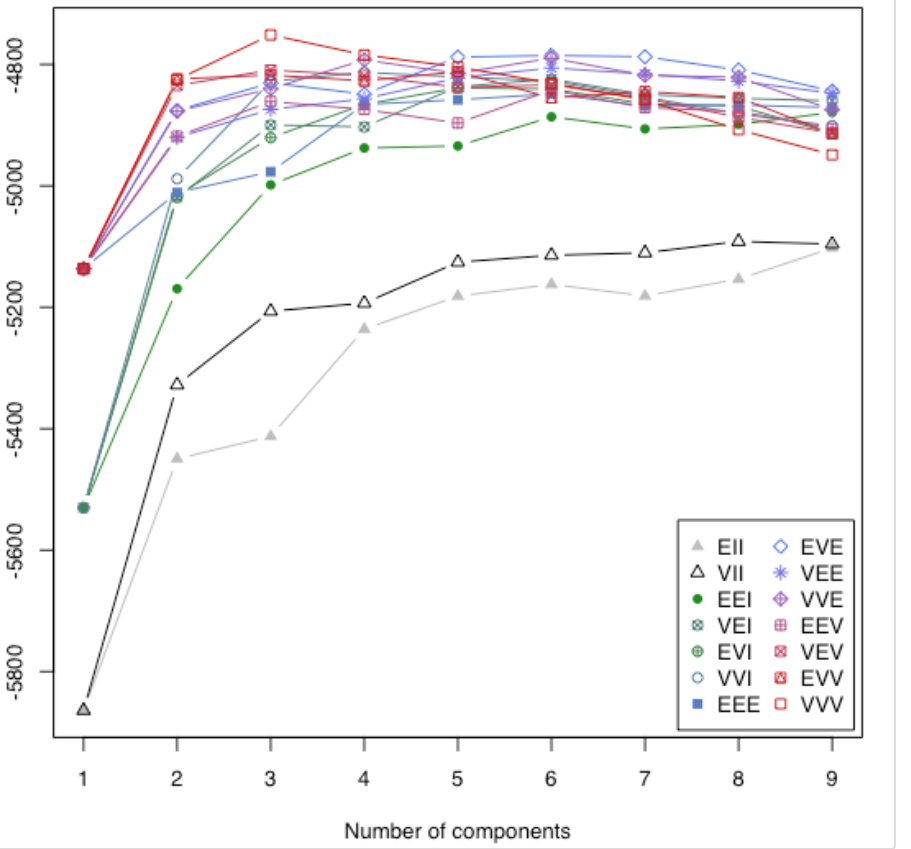 -4800
-5000
-5200
-5400
-5600
-5800
EII EVE
VII VEE
EEI VVE
VEI EEV
EVI VEV
VVI EVV
EEE VVV
1 2 3 4 5 6 7 8 9
Number of components